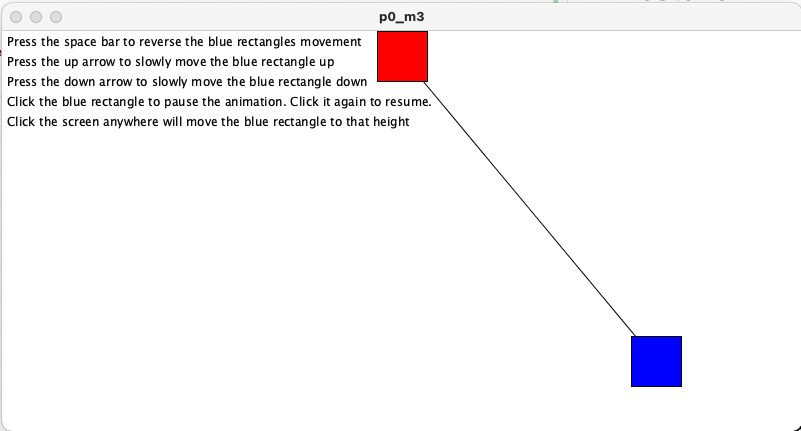 p0_m3
Press the space bar to reverse the blue rectangles movement
Press the up arrow to slowly move the blue rectangle up
Press the down arrow to slowly move the blue rectangle down
Click the blue rectangle to pause the animation. Click it again to resume.
Click the screen anywhere will move the blue rectangle to that height